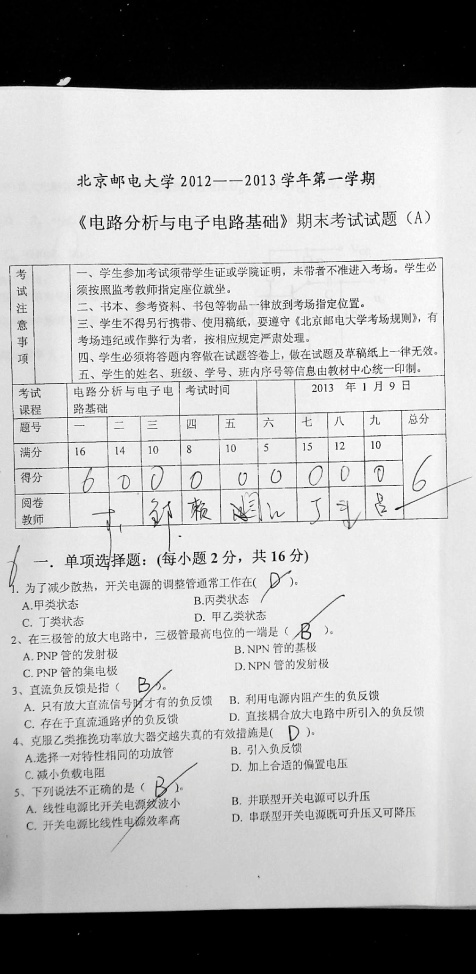 北京邮电大学 2012——2013 学年第一学期
《电路分析与电子电路基础》期末考试试题（A）
考试注意事项
一、学生参加考试须带学生证或学院证明，未带者不准进入考场。学生必
须按照监考教师指定座位就坐。
二、书本、参考资料、书包等物品一律放到考场指定位置。
三、学生不得另行携带、使用稿纸，要遵守《北京邮电大学考场规则》，有
考场违纪或作弊行为者，按相应规定严肃处理。
四、学生必须将答题内容做在试题答卷上，做在试题及草稿纸上一律无效。
五、学生的姓名、班级、学号、班内序号等信息由教材中心统一印制。
考试课程 电路分析与电子电路基础 考试时间 2013 年 1 月 9 日
题号 一 二 三 四 五 六 七 八 九 总分
满分 16 14 10 8 10 5 15 12 10
得分 6 0 0 0 0 0 0 0 0 6
阅卷教师
6
一．单项选择题：(每小题 2 分，共 16 分)
1. 为了减少散热，开关电源的调整管通常工作在( D )。
A.甲类状态 B.丙类状态
C. 丁类状态 D. 甲乙类状态
2、在三极管的放大电路中，三极管最高电位的一端是（ B ）。
A. PNP 管的发射极 B. NPN 管的基极
C. PNP 管的集电极 D. NPN 管的发射极
3、直流负反馈是指（ B ）。
A. 只有放大直流信号时才有的负反馈 B. 利用电源内阻产生的负反馈
C. 存在于直流通路中的负反馈 D. 直接耦合放大电路中所引入的负反馈
4、克服乙类推挽功率放大器交越失真的有效措施是( D )。
A.选择一对特性相同的功放管 B. 引入负反馈
C. 减小负载电阻 D. 加上合适的偏置电压
5、下列说法不正确的是（ B ）。
A. 线性电源比开关电源纹波小 B. 并联型开关电源可以升压
C. 开关电源比线性电源效率高 D. 串联型开关电源既可升压又可降压